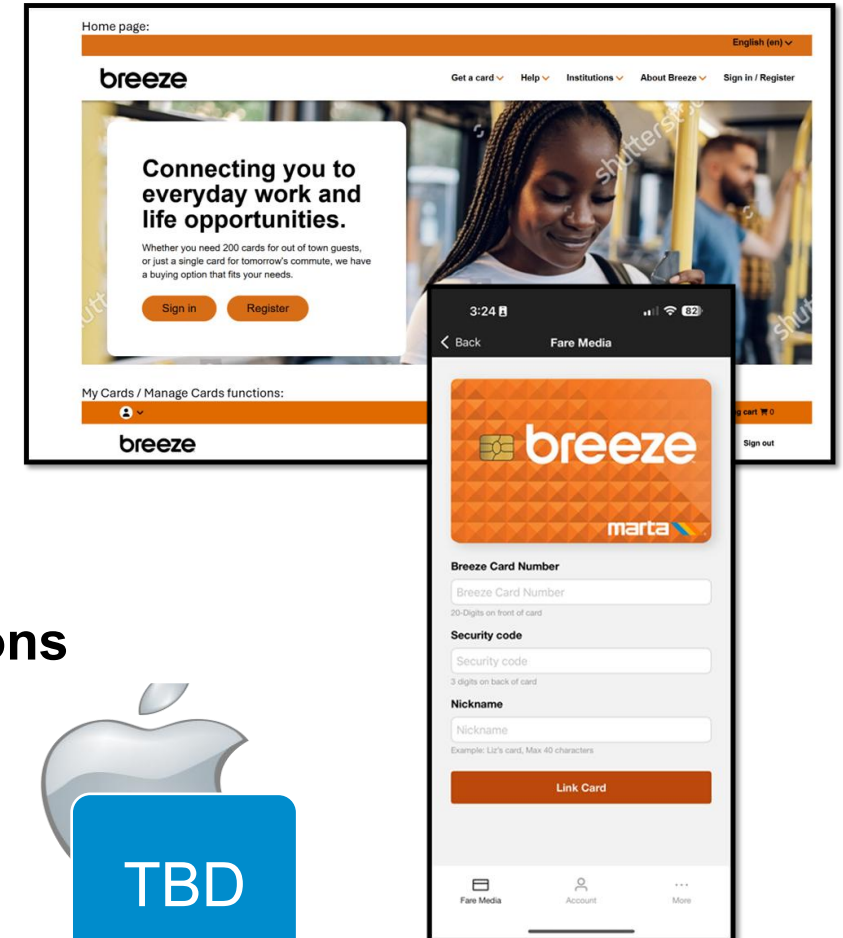 Home page:
English (en)
breeze
Get a card Help Institutions About Breeze Sign in / Register
Connecting you to
everyday work and
life opportunities.
Whether you need 200 cards for out of town guests,
or just a single card for tomorrow's commute, we have
a buying option that fits your needs.
Sign in Register
shutterst
shutt
shut
My Cards / Manage Cards functions:
cart 0
breeze
Sign out
3:24
82
Back Fare Media
breeze
marta
Breeze Card Number
Breeze Card Number
20-Digits on front of card
Security code
Security code
3 digits on back of card
Nickname
Nickname
Example: Liz's card, Max 40 characters
Link Card
Fare Media Account More
ons
TBD